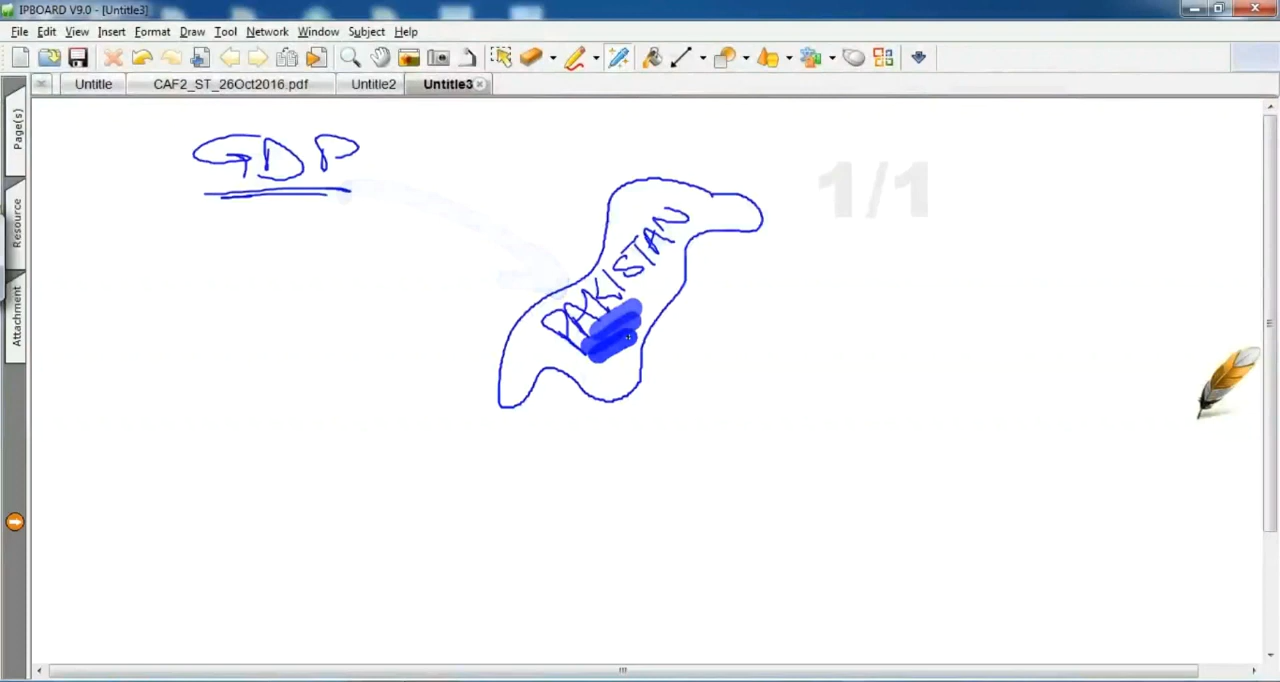 IPBOARD V9.0 - [Untitle3]
File Edit View Insert Format Draw Tool Network Window Subject Help
Untitle CAF2_ST_26Oct2016.pdf Untitle2 Untitle3
Page(s)
Resource
Attachment
GDP
1/1
PAKISTAN